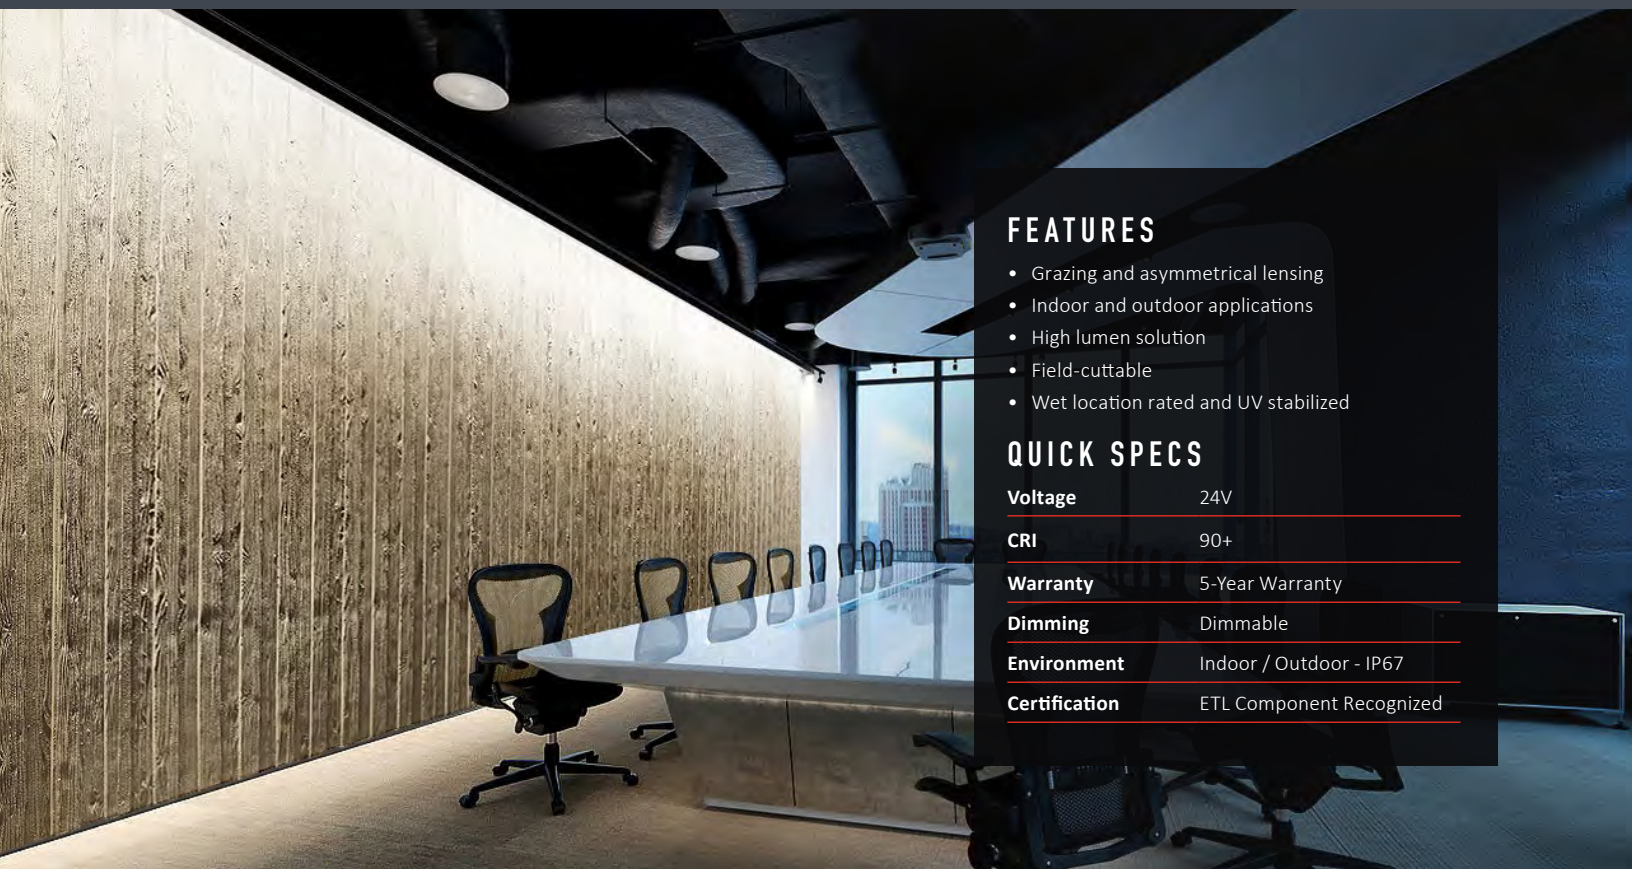 FEATURES
• Grazing and asymmetrical lensing
• Indoor and outdoor applications
• High lumen solution
• Field-cuttable
• Wet location rated and UV stabilized
QUICK SPECS
Voltage 24V
CRI 90+
Warranty 5-Year Warranty
Dimming Dimmable
Environment Indoor / Outdoor - IP67
Certification ETL Component Recognized